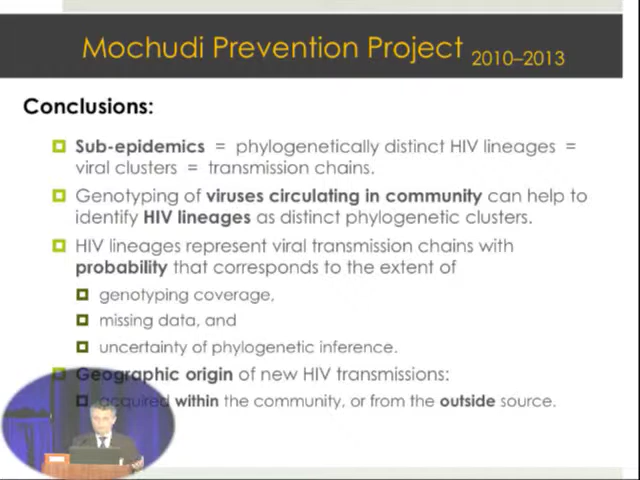 Mochudi Prevention Project 2010–2013
Conclusions:
Sub-epidemics = phylogenetically distinct HIV lineages =
viral clusters = transmission chains.
Genotyping of viruses circulating in community can help to
identify HIV lineages as distinct phylogenetic clusters.
HIV lineages represent viral transmission chains with
probability that corresponds to the extent of
genotyping coverage,
missing data, and
uncertainty of phylogenetic inference.
Geographic origin of new HIV transmissions:
acquired within the community, or from the outside source.